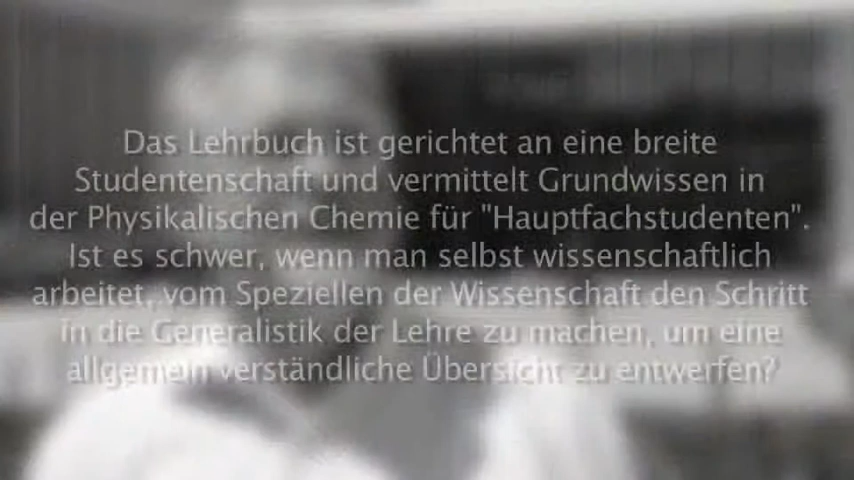 Das Lehrbuch ist gerichtet an eine breite
Studentenschaft und vermittelt Grundwissen in
der Physikalischen Chemie für "Hauptfachstudenten".
Ist es schwer, wenn man selbst wissenschaftlich
arbeitet, vom Speziellen der Wissenschaft den Schritt
in die Generalistik der Lehre zu machen, um eine
allgemein verständliche Übersicht zu entwerfen?